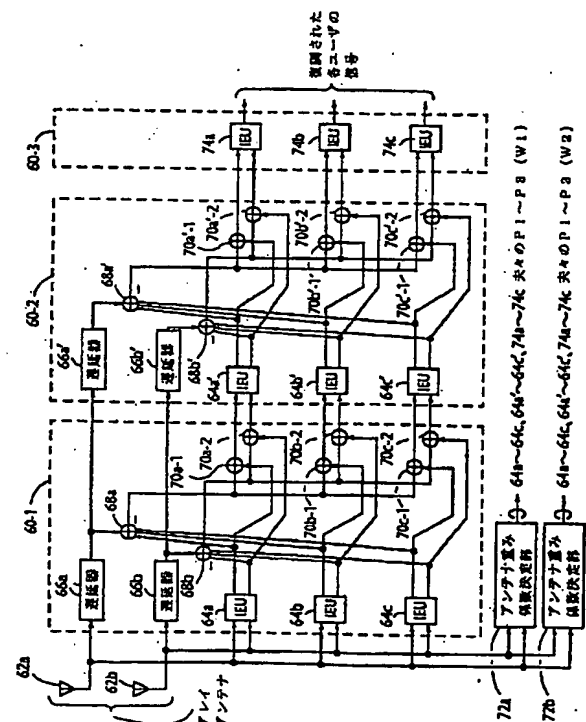 60-1
60-2
60-3
62a
62b
アレイ
アンテナ
66a
遅延器
66b
遅延器
68a
68b
64a
IEU
64b
IEU
64c
IEU
70a-1
70a-2
70b-1
70b-2
70c-1
70c-2
66a'
遅延器
66b'
遅延器
68a'
68b'
64a'
IEU
64b'
IEU
64c'
IEU
70a'-1
70a'-2
70b'-1
70b'-2
70c'-1
70c'-2
74a
IEU
74b
IEU
74c
IEU
復調された
各ユーザの
信号
72a
アンテナ重み
係数決定部
64a~64c,64a'~64c',74a~74c 夫々のP1~P3 (W1)
72b
アンテナ重み
係数決定部
64a~64c,64a'~64c',74a~74c 夫々のP1~P3 (W2)